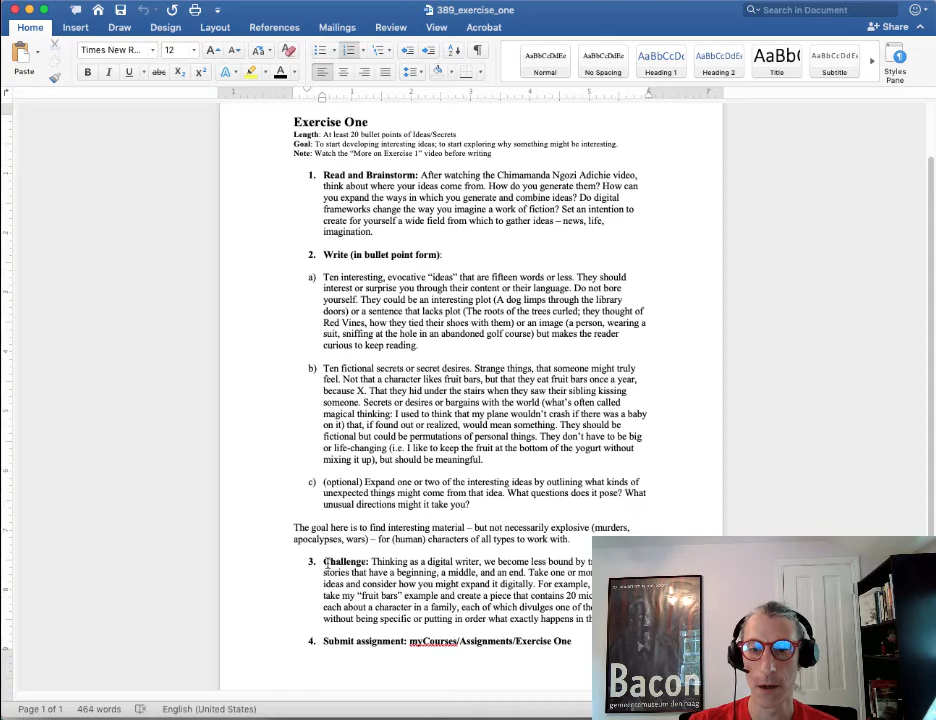 389_exercise_one
Search in Document
Home Insert Draw Design Layout References Mailings Review View Acrobat
Share
Paste
Times New R... 12
B I U abc X2 X2
AaBbCcDdEe AaBbCcDdEe AaBbCcDdE AaBbCcDdEe AaBbC AaBbCcDdEe
Normal No Spacing Heading 1 Heading 2 Title Subtitle
Styles
Pane
1 1 2 3 4 5 6 7
Exercise One
Length: At least 20 bullet points of Ideas/Secrets
Goal: To start developing interesting ideas; to start exploring why something might be interesting.
Note: Watch the “More on Exercise 1” video before writing
1. Read and Brainstorm: After watching the Chimamanda Ngozi Adichie video,
think about where your ideas come from. How do you generate them? How can
you expand the ways in which you generate and combine ideas? Do digital
frameworks change the way you imagine a work of fiction? Set an intention to
create for yourself a wide field from which to gather ideas – news, life,
imagination.
2. Write (in bullet point form):
a) Ten interesting, evocative “ideas” that are fifteen words or less. They should
interest or surprise you through their content or their language. Do not bore
yourself. They could be an interesting plot (A dog limps through the library
doors) or a sentence that lacks plot (The roots of the trees curled; they thought of
Red Vines, how they tied their shoes with them) or an image (a person, wearing a
suit, sniffing at the hole in an abandoned golf course) but makes the reader
curious to keep reading.
b) Ten fictional secrets or secret desires. Strange things, that someone might truly
feel. Not that a character likes fruit bars, but that they eat fruit bars once a year,
because X. That they hid under the stairs when they saw their sibling kissing
someone. Secrets or desires or bargains with the world (what’s often called
magical thinking: I used to think that my plane wouldn’t crash if there was a baby
on it) that, if found out or realized, would mean something. They should be
fictional but could be permutations of personal things. They don’t have to be big
or life-changing (i.e. I like to keep the fruit at the bottom of the yogurt without
mixing it up), but should be meaningful.
c) (optional) Expand one or two of the interesting ideas by outlining what kinds of
unexpected things might come from that idea. What questions does it pose? What
unusual directions might it take you?
The goal here is to find interesting material – but not necessarily explosive (murders,
apocalypses, wars) – for (human) characters of all types to work with.
3. Challenge: Thinking as a digital writer, we become less bound by
stories that have a beginning, a middle, and an end. Take one or
ideas and consider how you might expand it digitally. For example,
take my “fruit bars” example and create a piece that contains 20
each about a character in a family, each of which divulges one of the
without being specific or putting in order what exactly happens in
4. Submit assignment: myCourses/Assignments/Exercise One
Bacon
gemeentemuseum den haag
Page 1 of 1 464 words English (United States)